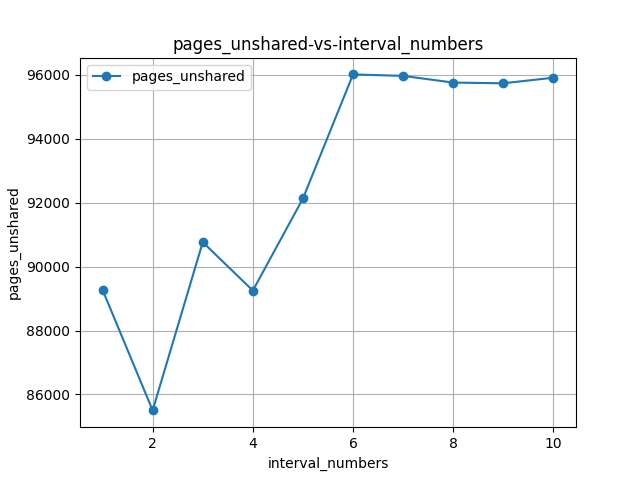 pages_unshared-vs-interval_numbers
pages_unshared
96000
94000
92000
90000
88000
86000
pages_unshared
2 4 6 8 10
interval_numbers